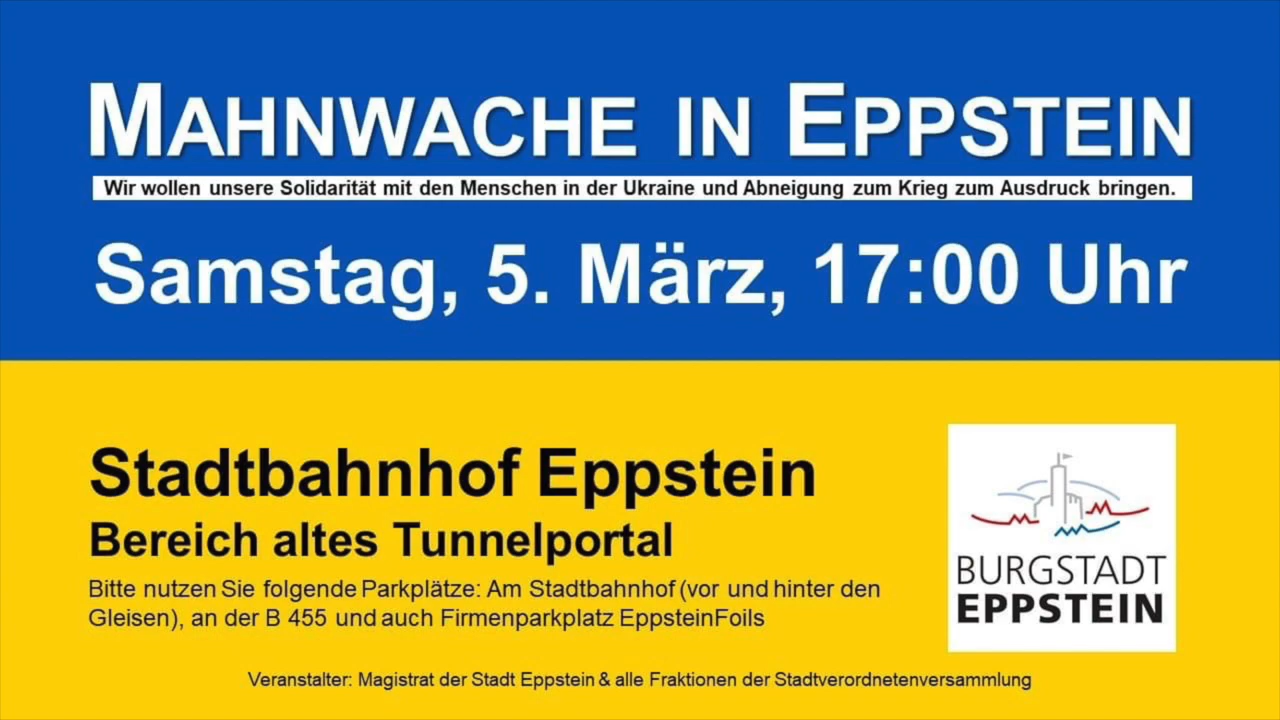 MAHNWACHE IN EPPSTEIN
Wir wollen unsere Solidarität mit den Menschen in der Ukraine und Abneigung zum Krieg zum Ausdruck bringen.
Samstag, 5. März, 17:00 Uhr
Stadtbahnhof Eppstein
Bereich altes Tunnelportal
Bitte nutzen Sie folgende Parkplätze: Am Stadtbahnhof (vor und hinter den
Gleisen), an der B 455 und auch Firmenparkplatz EppsteinFoils
BURGSTADT
EPPSTEIN
Veranstalter: Magistrat der Stadt Eppstein & alle Fraktionen der Stadtverordnetenversammlung